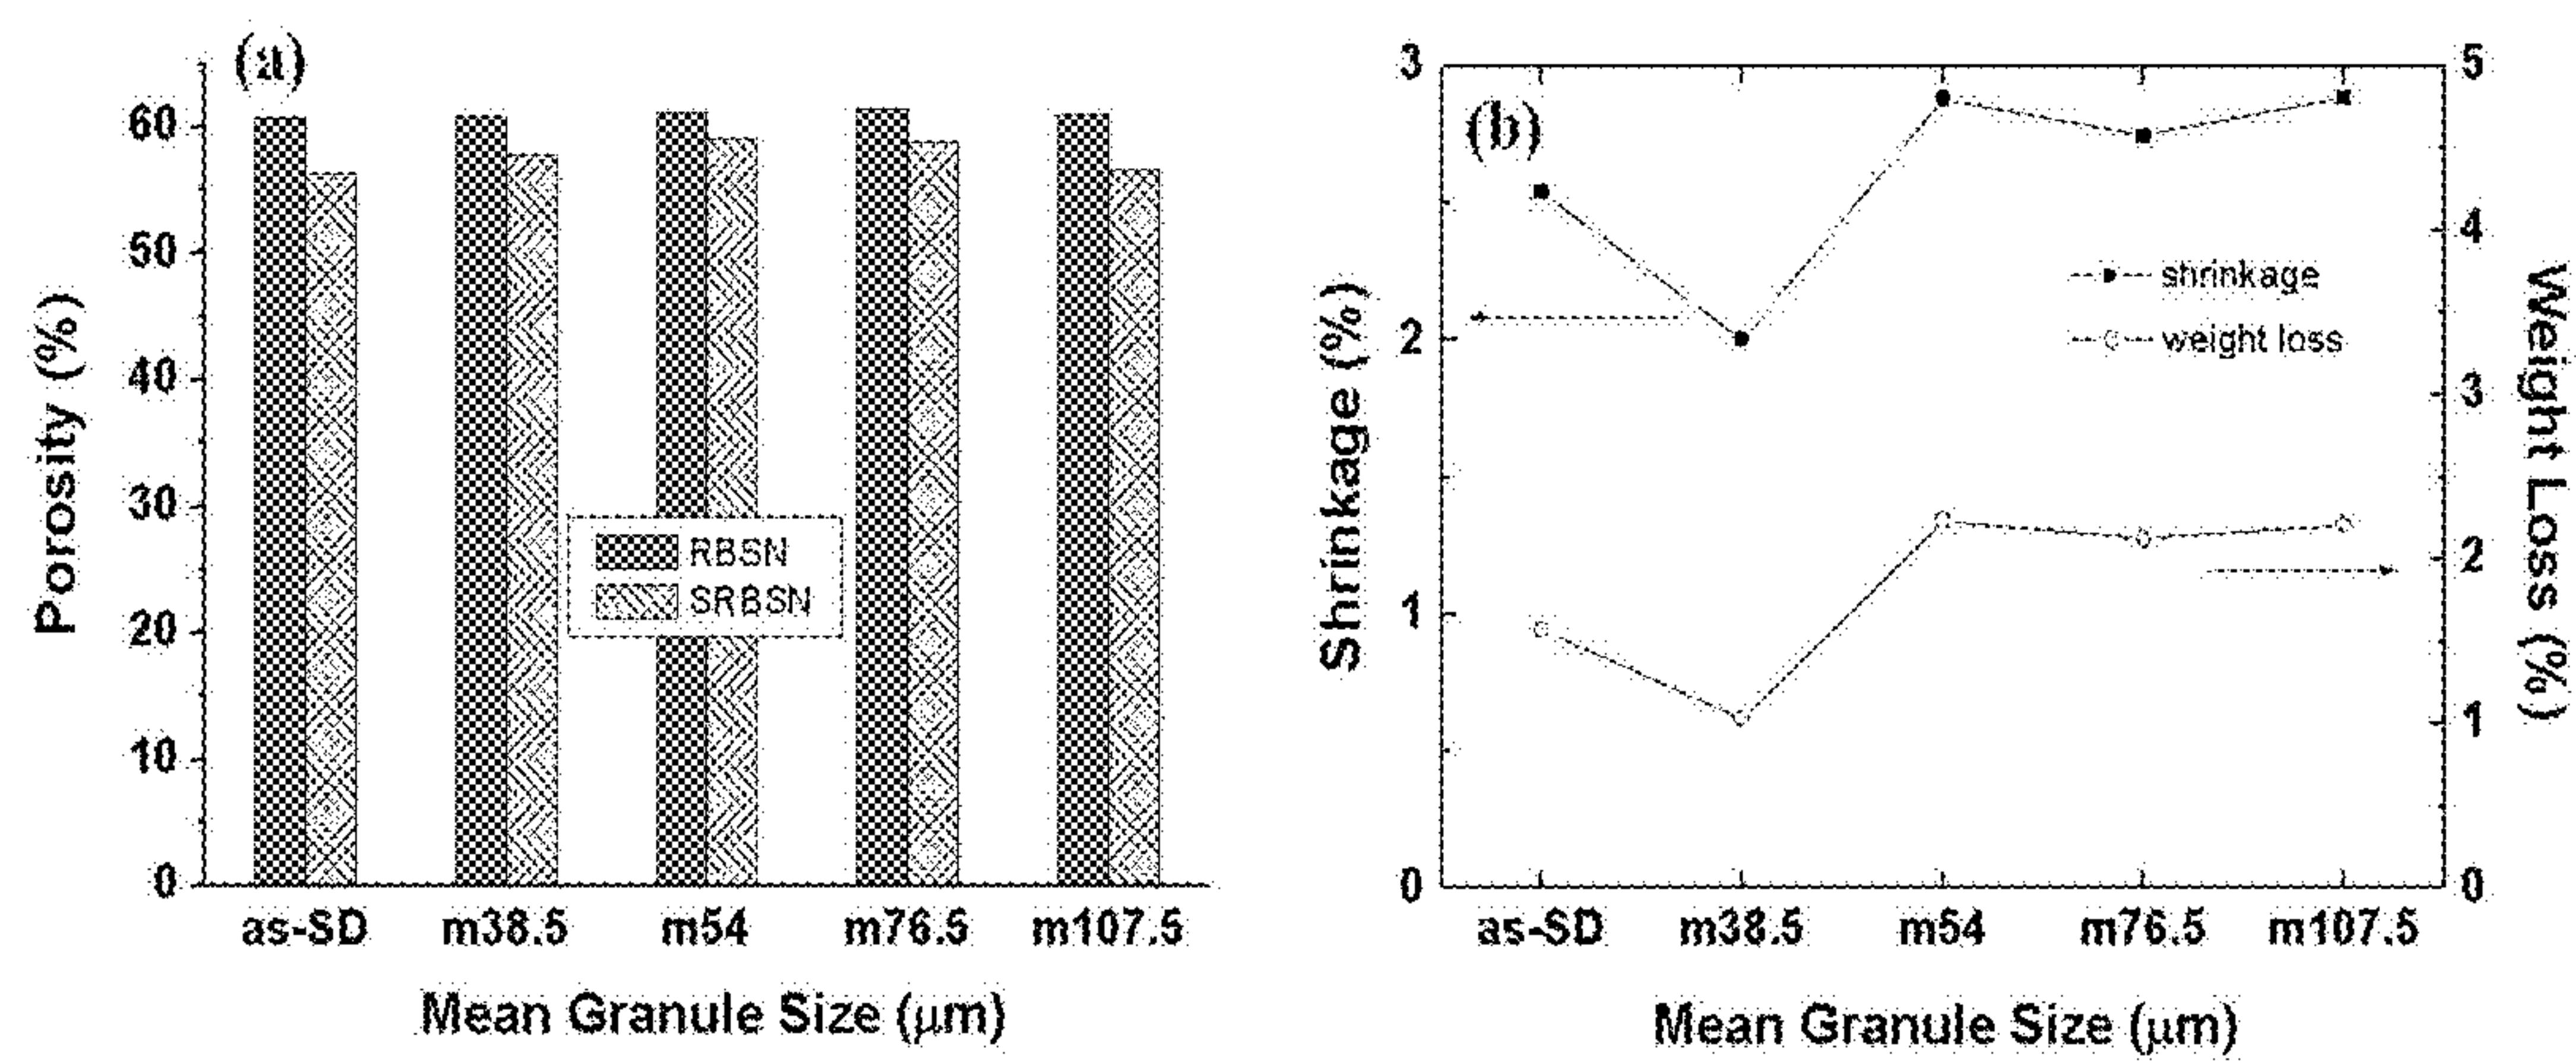 (a)
Porosity (%)
60
50
40
30
20
10
0
RBSN
SRBSN
as-SD m38.5 m54 m76.5 m107.5
Mean Granule Size (μm)
(b)
Shrinkage (%)
3
2
1
0
shrinkage
weight loss
5
4
3
2
1
0
Weight Loss (%)
as-SD m38.5 m54 m76.5 m107.5
Mean Granule Size (μm)